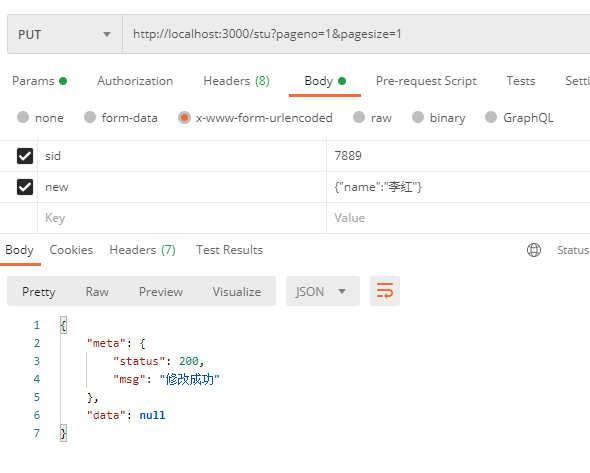 PUT http://localhost:3000/stu?pageno=1&pagesize=1
Params Authorization Headers (8) Body Pre-request Script Tests Setti
none form-data x-www-form-urlencoded raw binary GraphQL
sid 7889
new {"name":"李红"}
Key Value
Body Cookies Headers (7) Test Results Status
Pretty Raw Preview Visualize JSON
1 {
2 "meta": {
3 "status": 200,
4 "msg": "修改成功"
5 },
6 "data": null
7 }